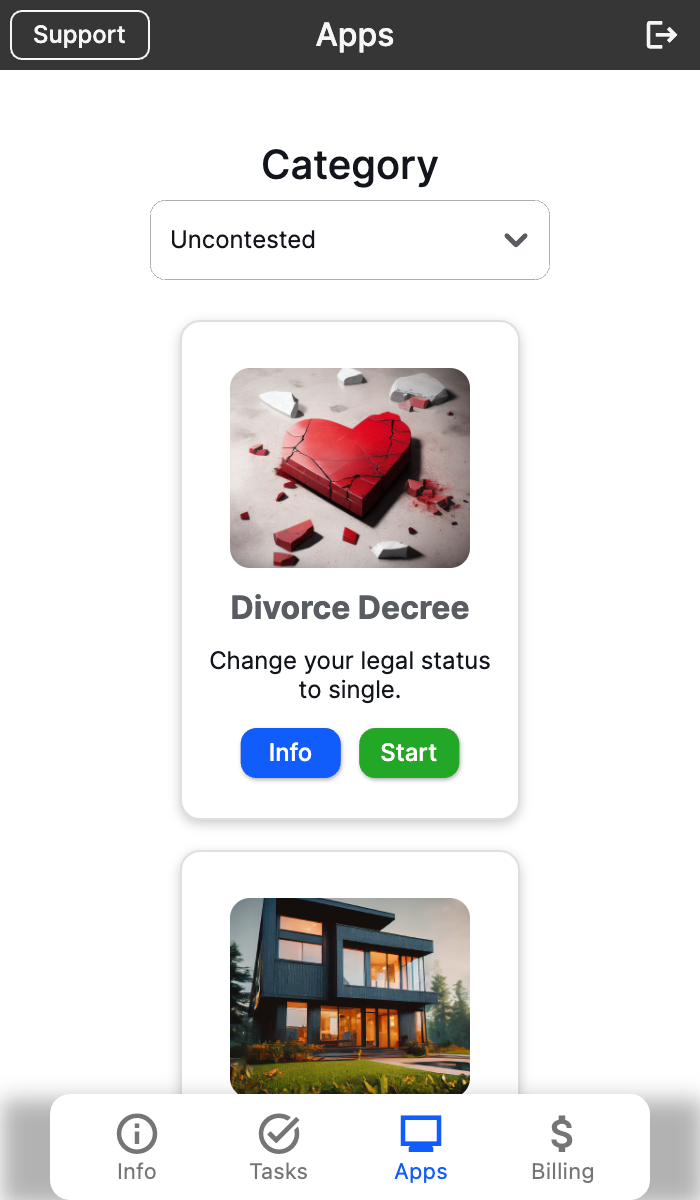 Support
Apps
Category
Uncontested
Divorce Decree
Change your legal status
to single.
Info
Start
Info
Tasks
Apps
Billing